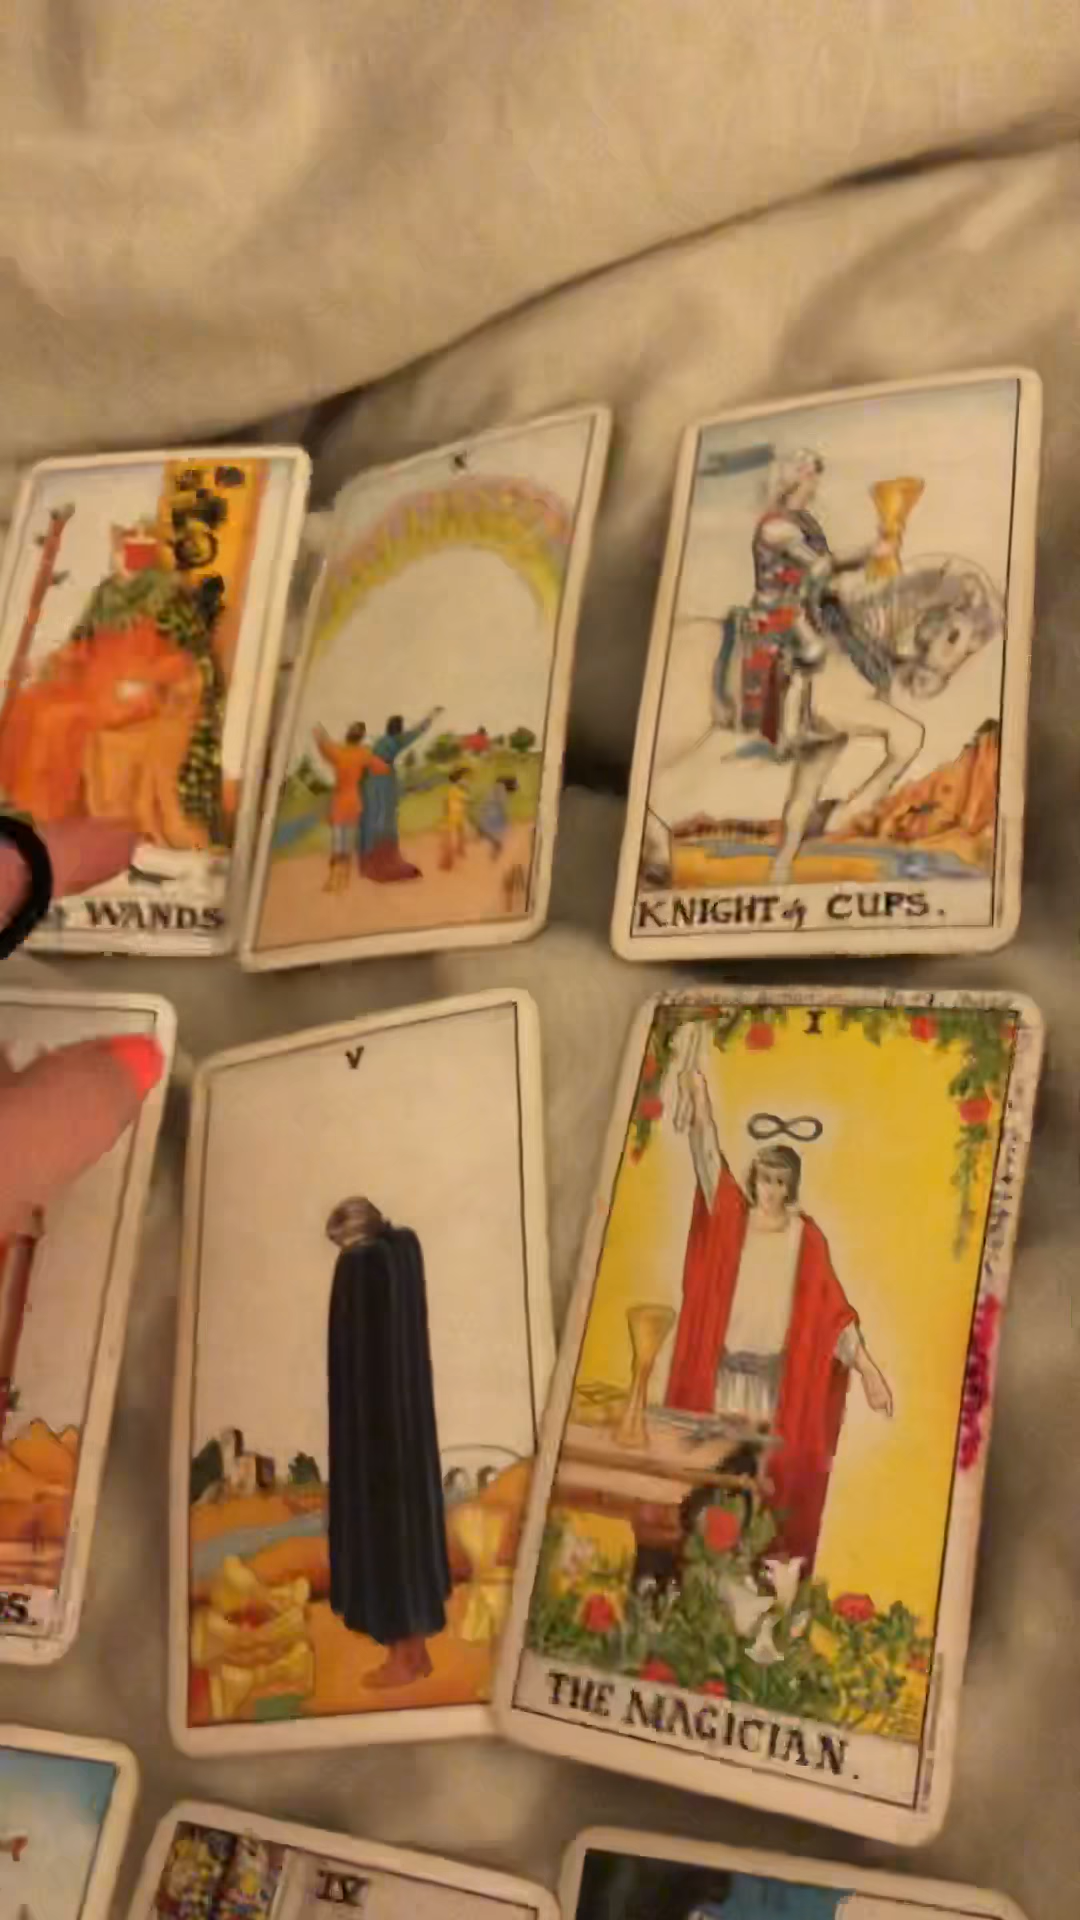 X
WANDS
KNIGHT of CUPS.
V
I
THE MAGICIAN.
S.
IV